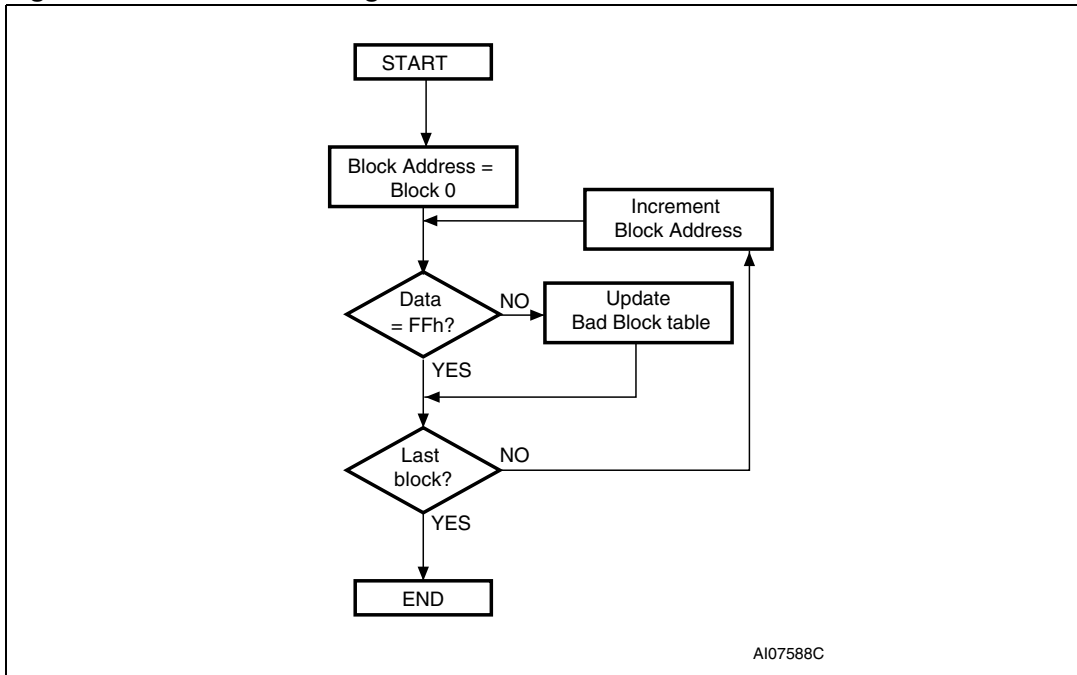 START
Block Address =
Block 0
Increment
Block Address
Data
= FFh?
NO
Update
Bad Block table
YES
Last
block?
NO
YES
END
AI07588C